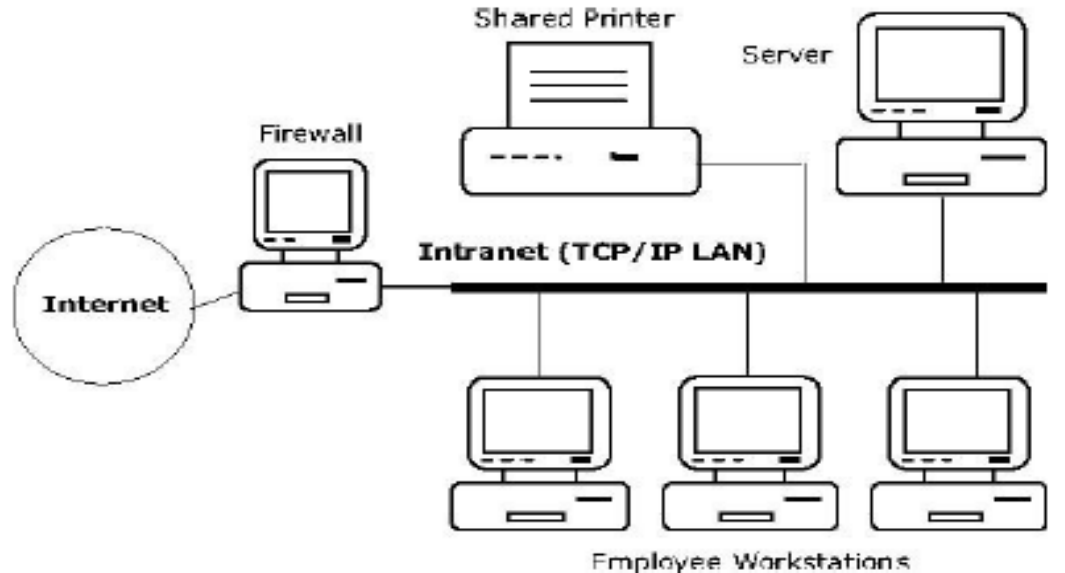 Shared Printer
Server
Firewall
Intranet (TCP/IP LAN)
Internet
Employee Workstations